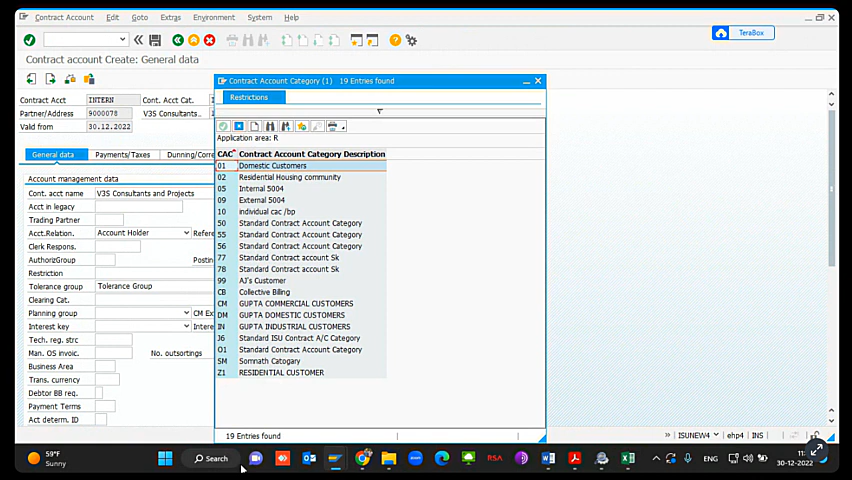 Contract Account Edit Goto Extras Environment System Help
TeraBox
Contract account Create: General data
Contract Acct INTERN Cont. Acct Cat.
Partner/Address 9000078 V3S Consultants..
Valid from 30.12.2022
General data Payments/Taxes Dunning/Corre
Account management data
Cont. acct name V3S Consultants and Projects
Acct in legacy
Trading Partner
Acct.Relation. Account Holder Refere
Clerk Respons.
AuthorizGroup Postin
Restriction
Tolerance group Tolerance Group
Clearing Cat.
Planning group CM Ex
Interest key Intere
Tech. reg. strc
Man. OS invoic. No. outsortings
Business Area
Trans. currency
Debtor BB req.
Payment Terms
Act determ. ID
Contract Account Category (1) 19 Entries found
Restrictions
Application area: R
CAC Contract Account Category Description
01 Domestic Customers
02 Residential Housing community
05 Internal 5004
09 External 5004
10 individual cac /bp
50 Standard Contract Account Category
55 Standard Contract Account Category
56 Standard Contract Account Category
77 Standard Contract account Sk
78 Standard Contract account Sk
99 AJ's Customer
CB Collective Billing
CM GUPTA COMMERCIAL CUSTOMERS
DM GUPTA DOMESTIC CUSTOMERS
IN GUPTA INDUSTRIAL CUSTOMERS
J6 Standard ISU Contract A/C Category
O1 Standard Contract Account Category
SM Somnath Catogary
Z1 RESIDENTIAL CUSTOMER
19 Entries found
» ISUNEW4 ehp4 INS
59°F
Sunny
Search
RSA
ENG
30-12-2022